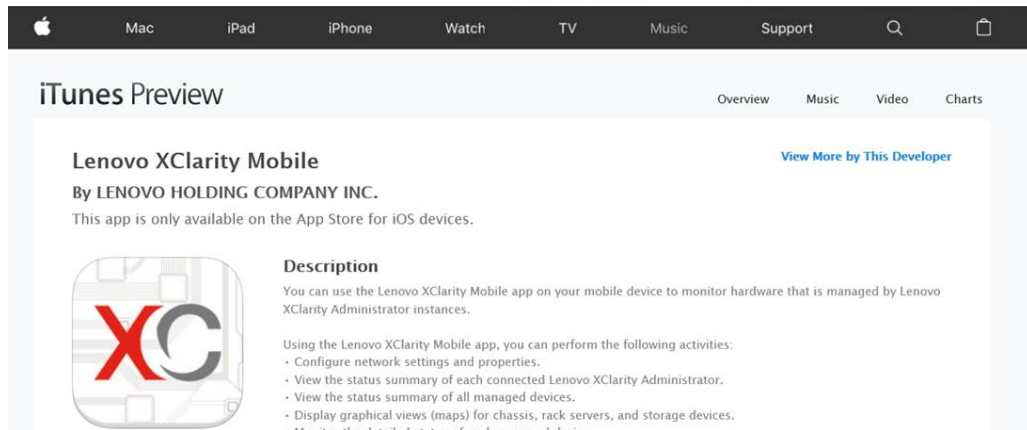 Mac iPad iPhone Watch TV Music Support
iTunes Preview
Overview Music Video Charts
Lenovo XClarity Mobile
View More by This Developer
By LENOVO HOLDING COMPANY INC.
This app is only available on the App Store for iOS devices.
XC
Description
You can use the Lenovo XClarity Mobile app on your mobile device to monitor hardware that is managed by Lenovo
XClarity Administrator instances.
Using the Lenovo XClarity Mobile app, you can perform the following activities:
• Configure network settings and properties.
• View the status summary of each connected Lenovo XClarity Administrator.
• View the status summary of all managed devices.
• Display graphical views (maps) for chassis, rack servers, and storage devices.